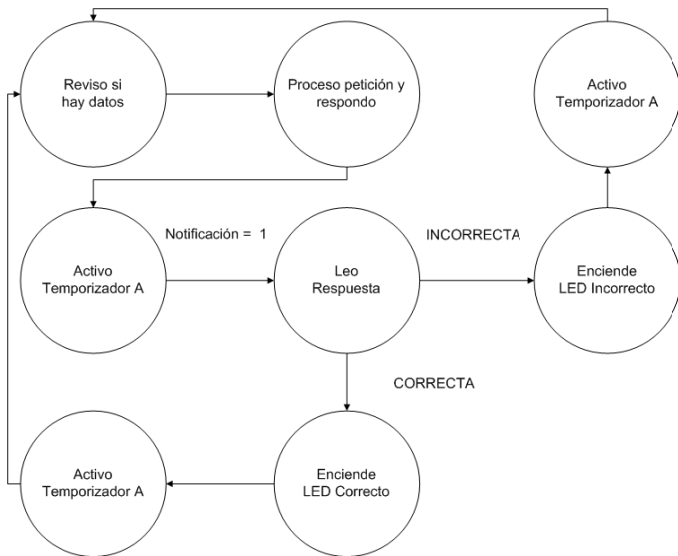 Reviso si
hay datos
Proceso petición y
respondo
Activo
Temporizador A
Activo
Temporizador A
Notificación = 1
Leo
Respuesta
INCORRECTA
Enciende
LED Incorrecto
CORRECTA
Activo
Temporizador A
Enciende
LED Correcto